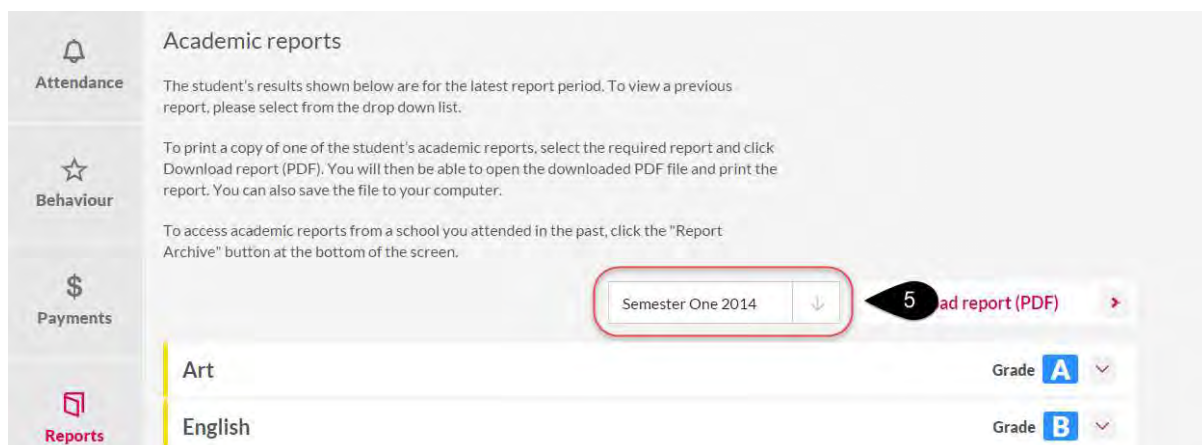 Academic reports
Attendance
The student's results shown below are for the latest report period. To view a previous
report, please select from the drop down list.
To print a copy of one of the student's academic reports, select the required report and click
Download report (PDF). You will then be able to open the downloaded PDF file and print the
report. You can also save the file to your computer.
Behaviour
To access academic reports from a school you attended in the past, click the "Report
Archive" button at the bottom of the screen.
$
Payments
Semester One 2014
5
ad report (PDF)
Art
Grade A
English
Grade B
Reports